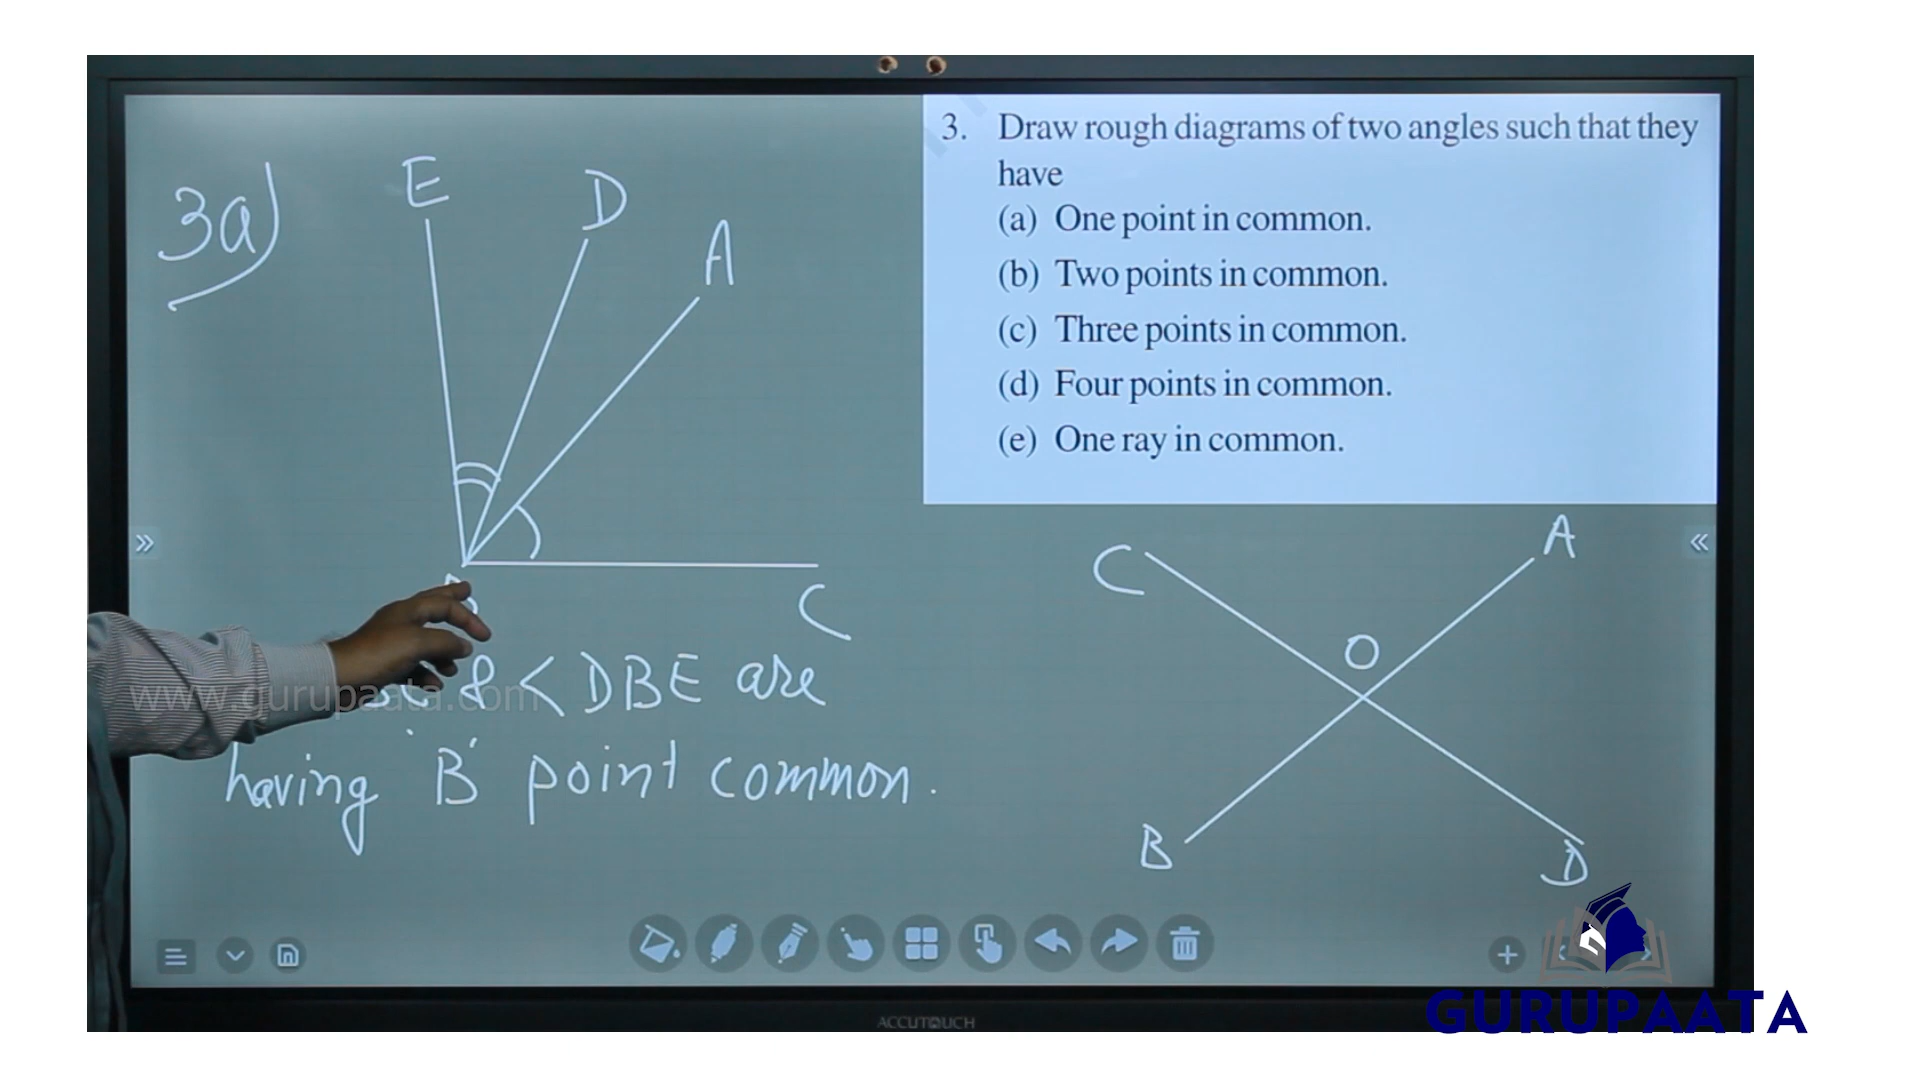 3a)
E
D
A
C
& < DBE are
having 'B' point common.
3. Draw rough diagrams of two angles such that they
have
(a) One point in common.
(b) Two points in common.
(c) Three points in common.
(d) Four points in common.
(e) One ray in common.
C
A
O
B
D
www.gurupaata.com
ACCUTOUCH
GURUPAATA